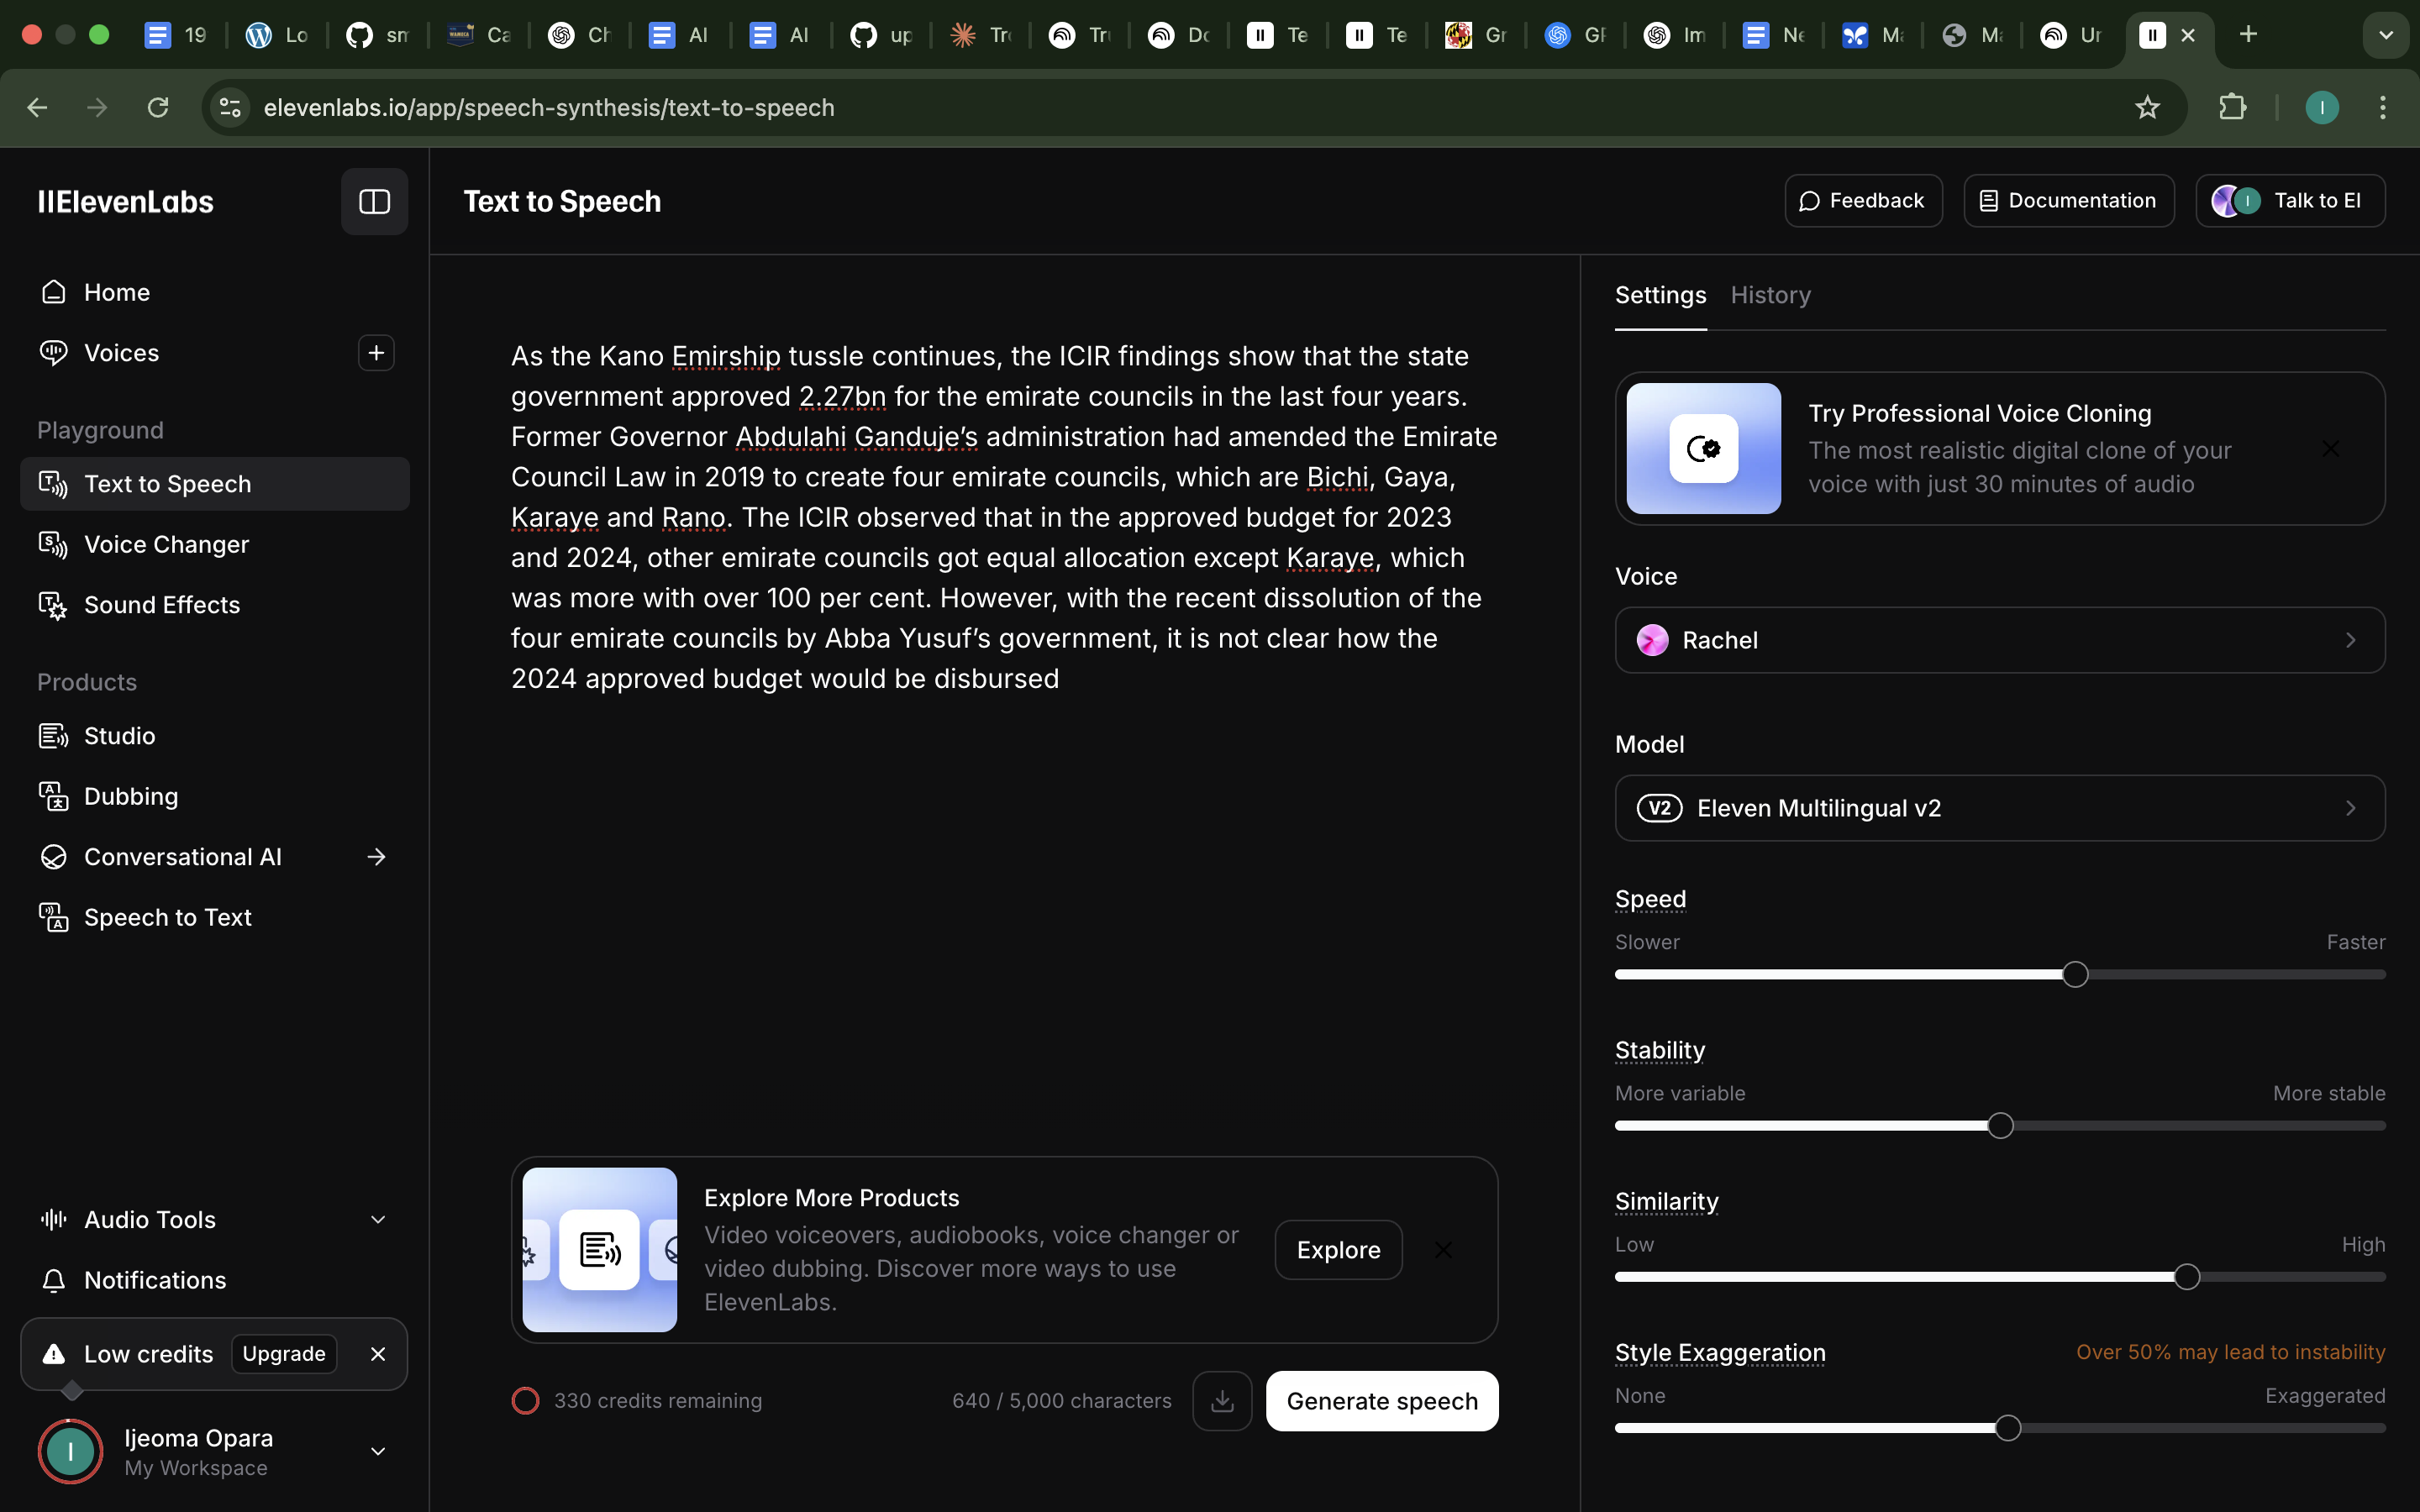 19
Lo
sm
Ca
Ch
AI
AI
up
Tr
Tr
Do
Te
Te
Gr
GP
Im
Ne
Ma
Ma
Ur
elevenlabs.io/app/speech-synthesis/text-to-speech
IIElevenLabs
Text to Speech
Feedback
Documentation
Talk to El
Home
Voices
Playground
Text to Speech
Voice Changer
Sound Effects
Products
Studio
Dubbing
Conversational AI
Speech to Text
Audio Tools
Notifications
Low credits
Upgrade
Ijeoma Opara
My Workspace
As the Kano Emirship tussle continues, the ICIR findings show that the state
government approved 2.27bn for the emirate councils in the last four years.
Former Governor Abdulahi Ganduje’s administration had amended the Emirate
Council Law in 2019 to create four emirate councils, which are Bichi, Gaya,
Karaye and Rano. The ICIR observed that in the approved budget for 2023
and 2024, other emirate councils got equal allocation except Karaye, which
was more with over 100 per cent. However, with the recent dissolution of the
four emirate councils by Abba Yusuf’s government, it is not clear how the
2024 approved budget would be disbursed
Explore More Products
Video voiceovers, audiobooks, voice changer or
video dubbing. Discover more ways to use
ElevenLabs.
Explore
330 credits remaining
640 / 5,000 characters
Generate speech
Settings
History
Try Professional Voice Cloning
The most realistic digital clone of your
voice with just 30 minutes of audio
Voice
Rachel
Model
V2 Eleven Multilingual v2
Speed
Slower
Faster
Stability
More variable
More stable
Similarity
Low
High
Style Exaggeration
Over 50% may lead to instability
None
Exaggerated